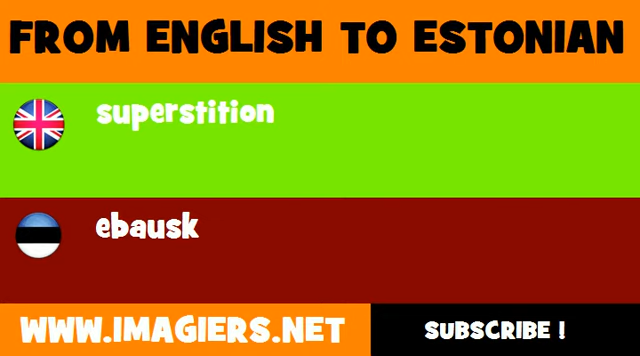 FROM ENGLISH TO ESTONIAN
superstition
ebausk
WWW.IMAGIERS.NET
SUBSCRIBE !